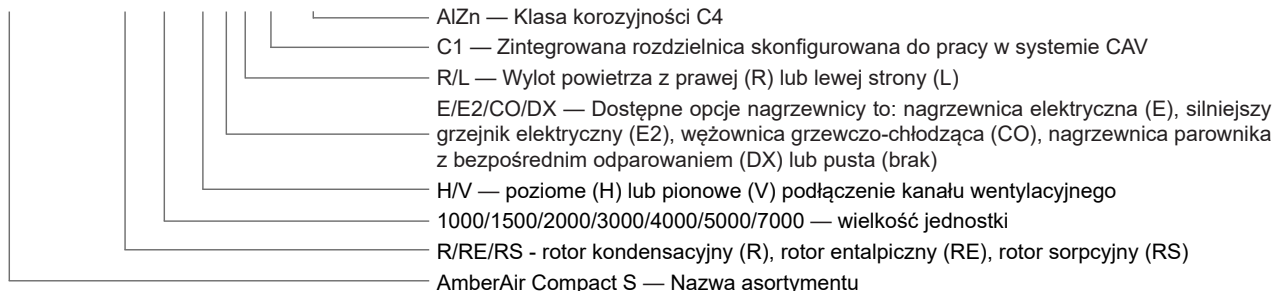 AlZn — Klasa korozyjności C4
C1 — Zintegrowana rozdzielnica skonfigurowana do pracy w systemie CAV
R/L — Wylot powietrza z prawej (R) lub lewej strony (L)
E/E2/CO/DX — Dostępne opcje nagrzewnicy to: nagrzewnica elektryczna (E), silniejszy
grzejnik elektryczny (E2), wężownica grzewczo-chłodząca (CO), nagrzewnica parownika
z bezpośrednim odparowaniem (DX) lub pusta (brak)
H/V — poziome (H) lub pionowe (V) podłączenie kanału wentylacyjnego
1000/1500/2000/3000/4000/5000/7000 — wielkość jednostki
R/RE/RS - rotor kondensacyjny (R), rotor entalpiczny (RE), rotor sorpcyjny (RS)
AmberAir Compact S — Nazwa asortymentu